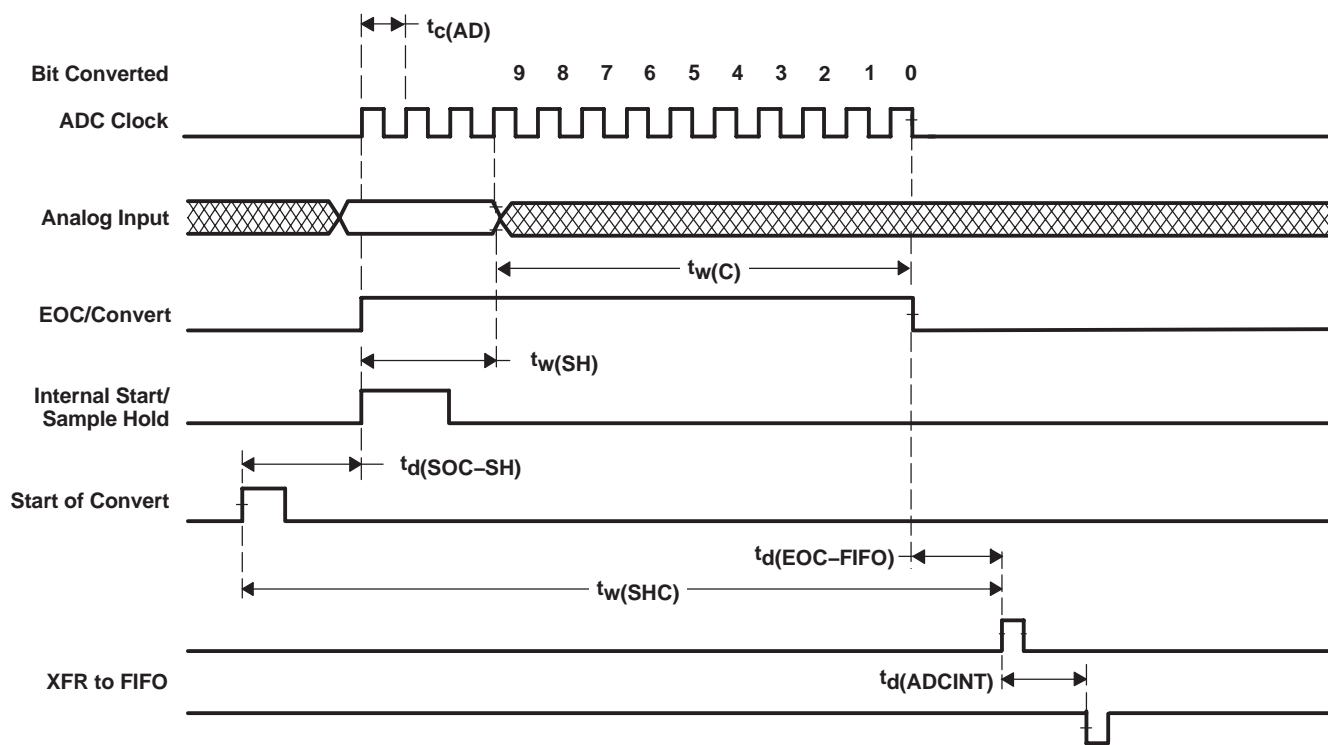 tc(AD)
Bit Converted 9 8 7 6 5 4 3 2 1 0
ADC Clock
Analog Input
tw(C)
EOC/Convert
tw(SH)
Internal Start/
Sample Hold
td(SOC–SH)
Start of Convert
td(EOC–FIFO)
tw(SHC)
XFR to FIFO
td(ADCINT)